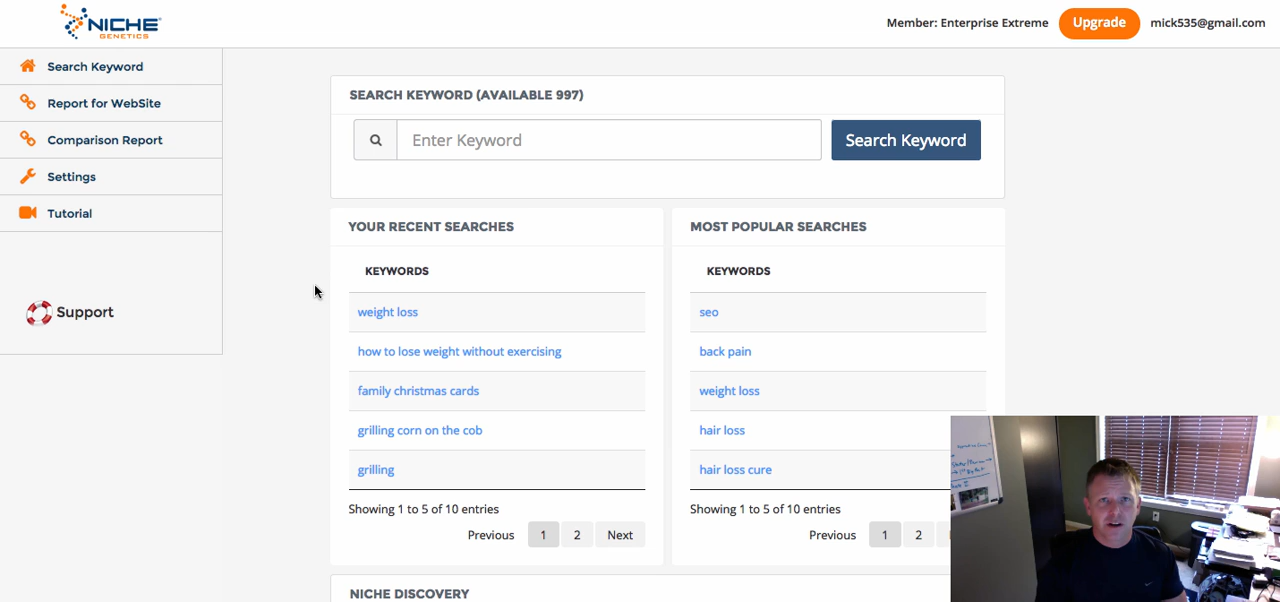 NICHE
GENETICS
Member: Enterprise Extreme
Upgrade
mick535@gmail.com
Search Keyword
Report for WebSite
Comparison Report
Settings
Tutorial
Support
SEARCH KEYWORD (AVAILABLE 997)
Enter Keyword
Search Keyword
YOUR RECENT SEARCHES
KEYWORDS
weight loss
how to lose weight without exercising
family christmas cards
grilling corn on the cob
grilling
Showing 1 to 5 of 10 entries
Previous
1
2
Next
MOST POPULAR SEARCHES
KEYWORDS
seo
back pain
weight loss
hair loss
hair loss cure
Showing 1 to 5 of 10 entries
Previous
1
2
NICHE DISCOVERY